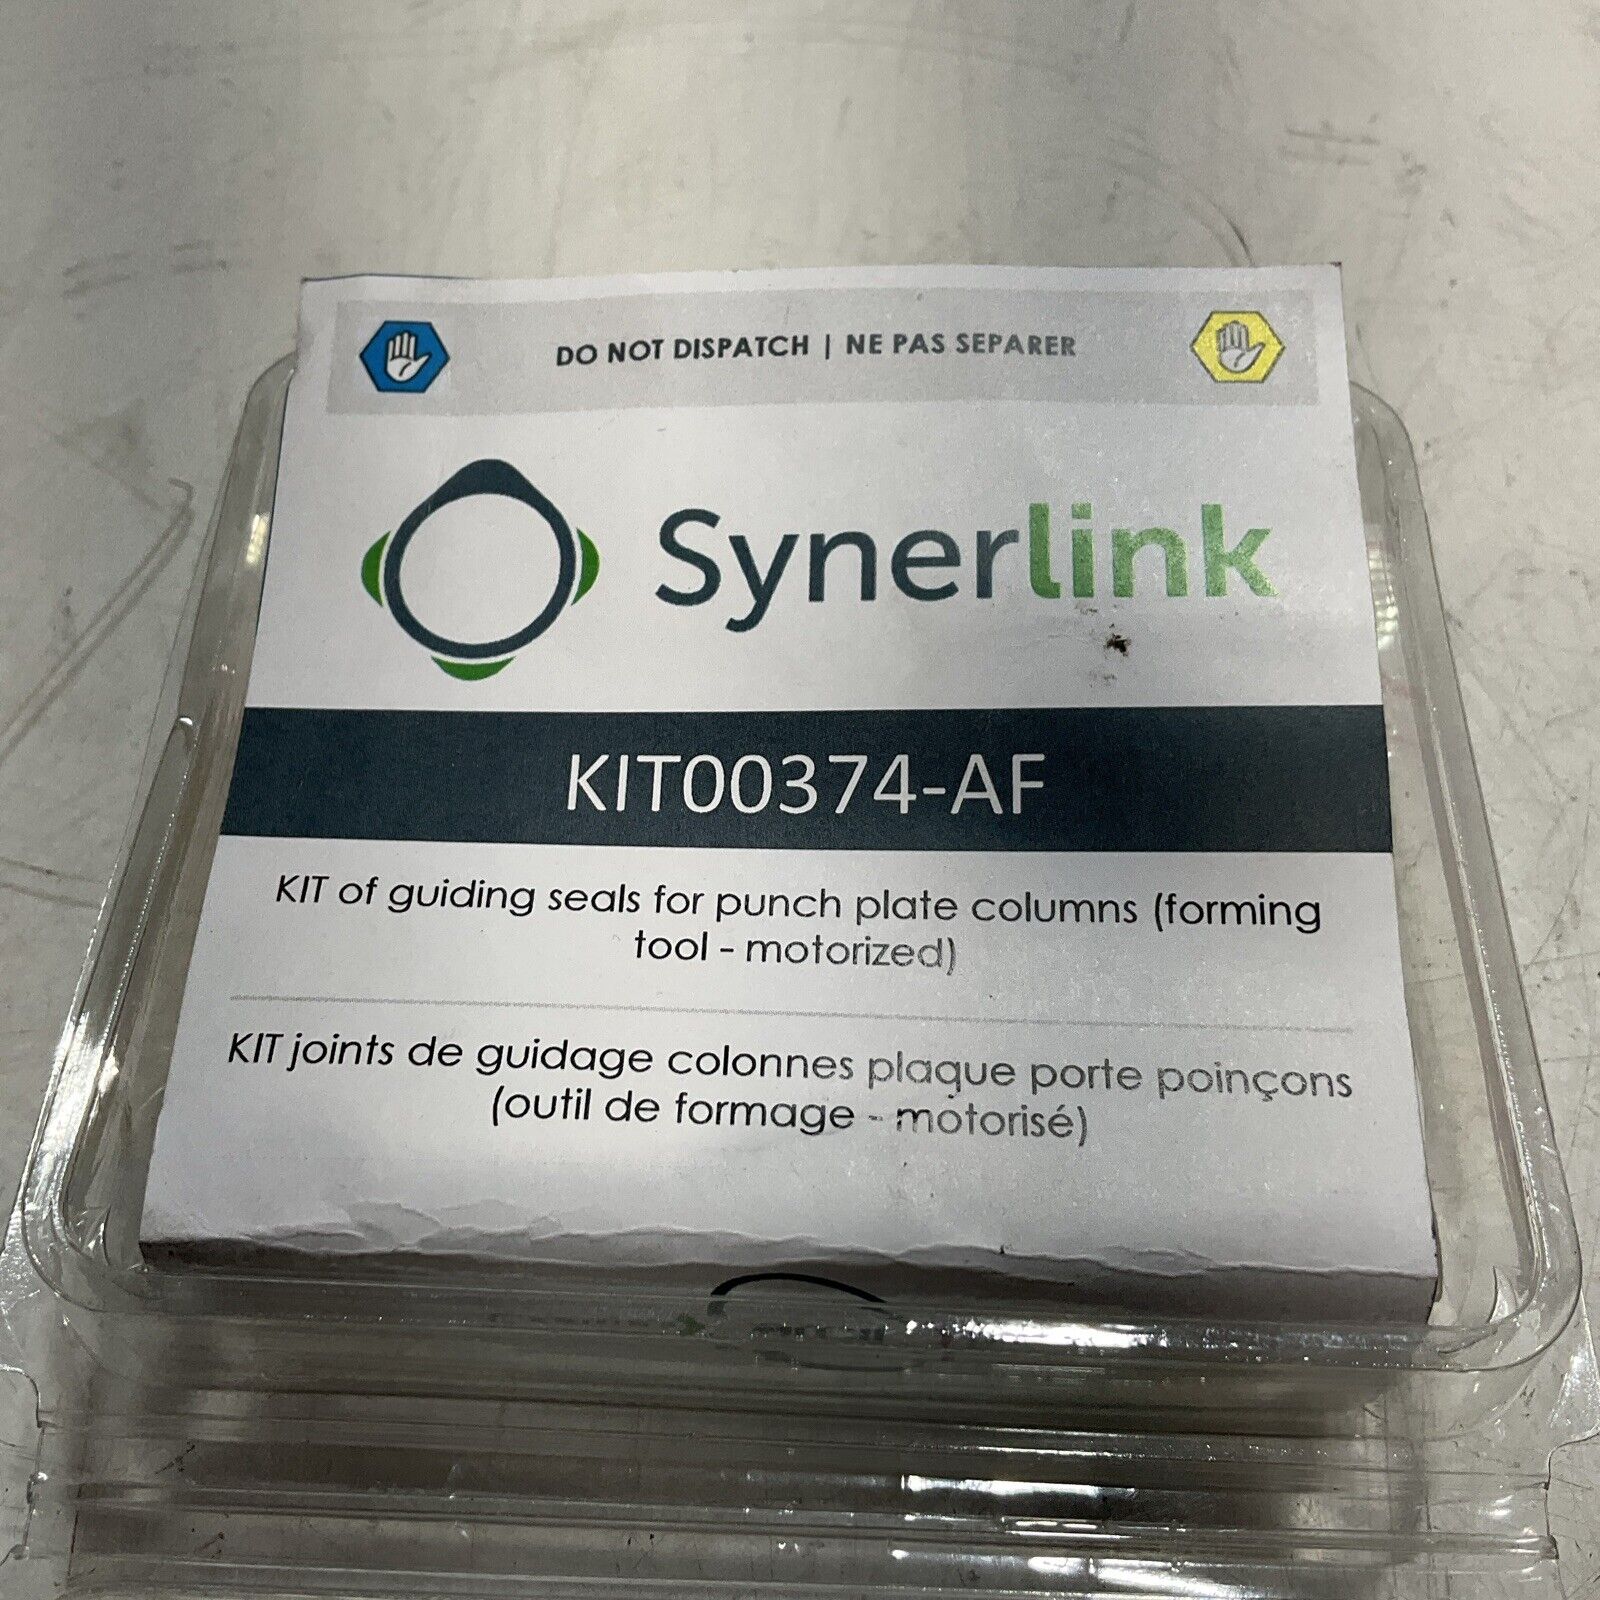 DO NOT DISPATCH | NE PAS SEPARER
Synerlink
KIT00374-AF
KIT of guiding seals for punch plate columns (forming
tool - motorized)
KIT joints de guidage colonnes plaque porte poinçons
(outil de formage - motorisé)